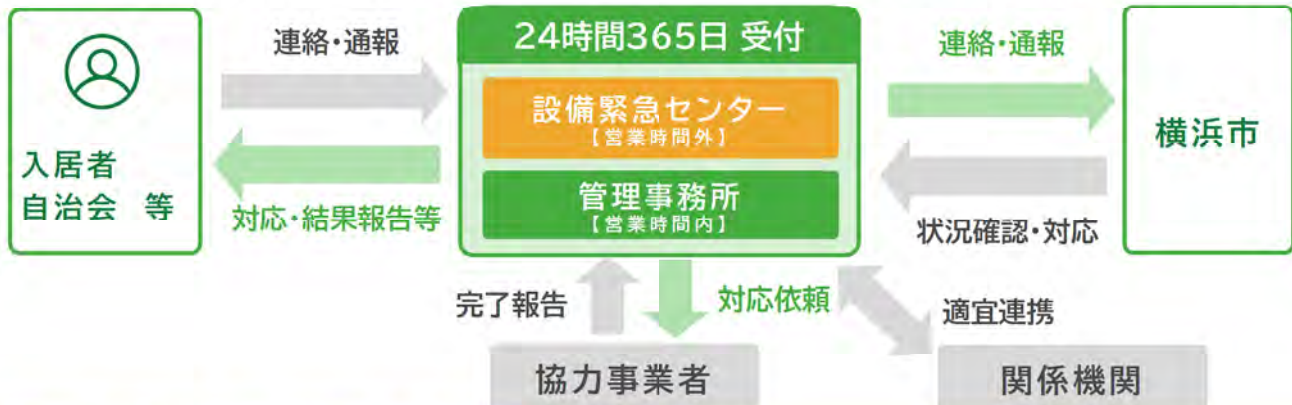 連絡・通報
24時間365日 受付
連絡・通報
設備緊急センター
【営業時間外】
横浜市
入居者
自治会 等
管理事務所
【営業時間内】
対応・結果報告等
状況確認・対応
完了報告
対応依頼
適宜連携
協力事業者
関係機関